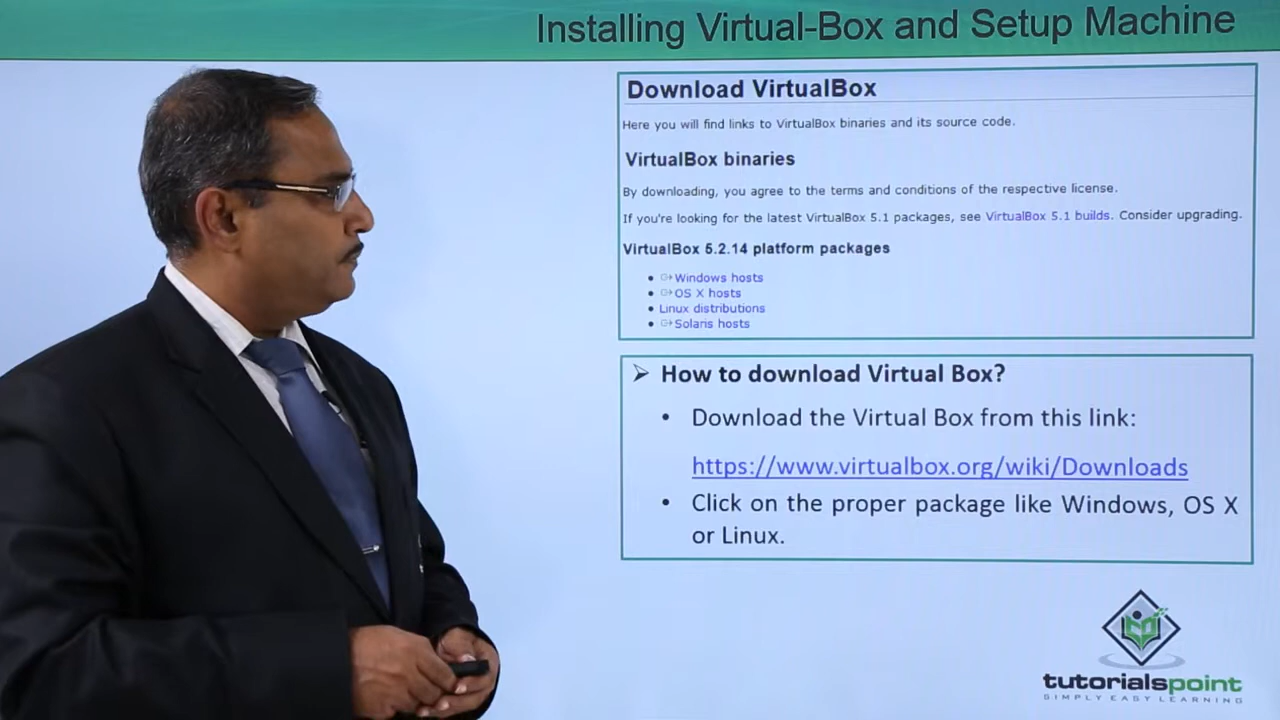 Installing Virtual-Box and Setup Machine
Download VirtualBox
Here you will find links to VirtualBox binaries and its source code.
VirtualBox binaries
By downloading, you agree to the terms and conditions of the respective license.
If you're looking for the latest VirtualBox 5.1 packages, see VirtualBox 5.1 builds. Consider upgrading.
VirtualBox 5.2.14 platform packages
• Windows hosts
• OS X hosts
• Linux distributions
• Solaris hosts
➢ How to download Virtual Box?
• Download the Virtual Box from this link:
https://www.virtualbox.org/wiki/Downloads
• Click on the proper package like Windows, OS X
or Linux.
tutorialspoint
SIMPLY EASY LEARNING